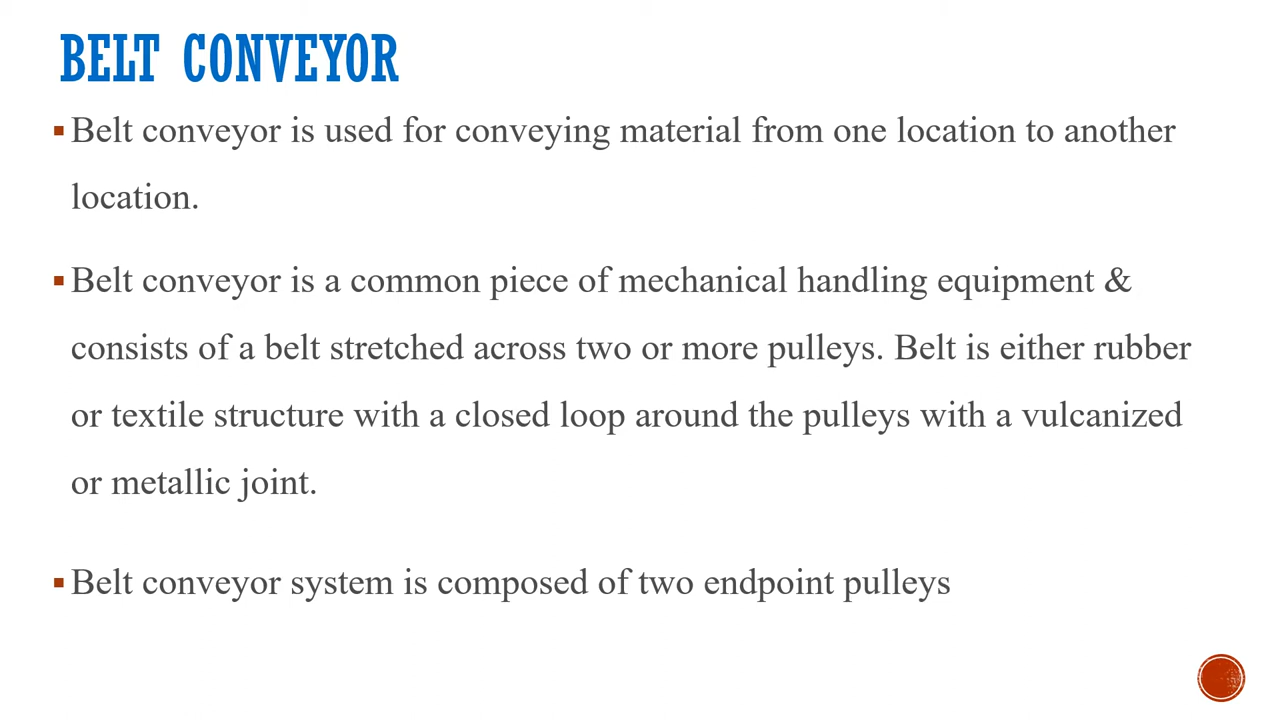 BELT CONVEYOR
▪ Belt conveyor is used for conveying material from one location to another
location.
▪ Belt conveyor is a common piece of mechanical handling equipment &
consists of a belt stretched across two or more pulleys. Belt is either rubber
or textile structure with a closed loop around the pulleys with a vulcanized
or metallic joint.
▪ Belt conveyor system is composed of two endpoint pulleys